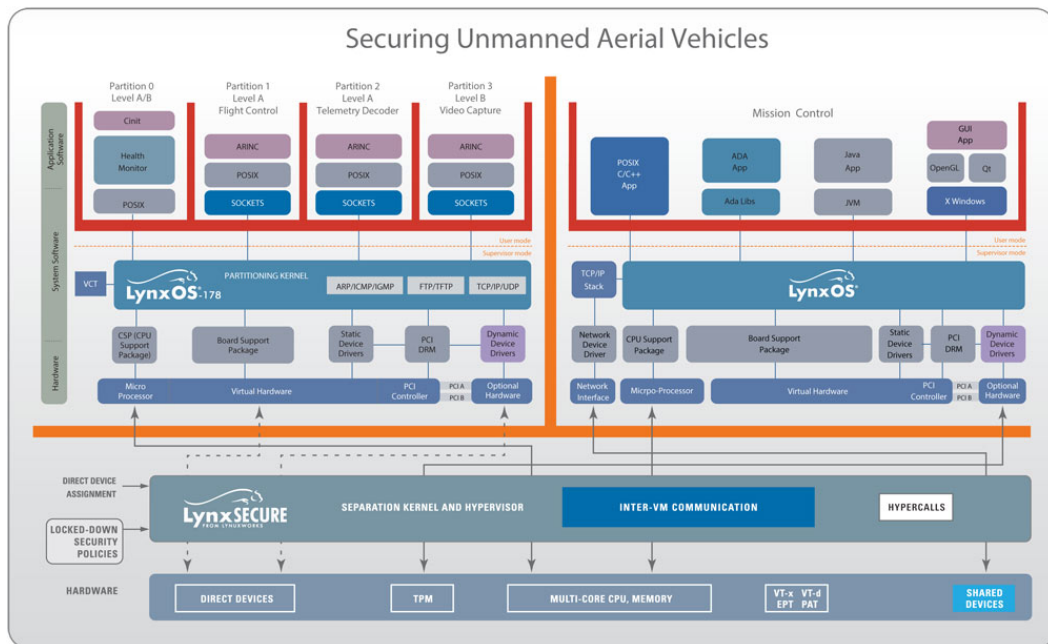 Securing Unmanned Aerial Vehicles
Partition 0
Level A/B
Partition 1
Level A
Flight Control
Partition 2
Level A
Telemetry Decoder
Partition 3
Level B
Video Capture
Mission Control
Application
Software
System Software
Hardware
Cinit
Health
Monitor
POSIX
ARINC
POSIX
SOCKETS
ARINC
POSIX
SOCKETS
ARINC
POSIX
SOCKETS
POSIX
C/C++
App
ADA
App
Ada Libs
Java
App
JVM
GUI
App
OpenGL
Qt
X Windows
User mode
Supervisor mode
User mode
Supervisor mode
VCT
LynxOS®-178
PARTITIONING KERNEL
ARP/ICMP/IGMP
FTP/TFTP
TCP/IP/UDP
TCP/IP
Stack
LynxOS®
CSP (CPU
Support
Package)
Board Support
Package
Static
Device
Drivers
PCI
DRM
Dynamic
Device
Drivers
Network
Device
Driver
CPU Support
Package
Board Support
Package
Static
Device
Drivers
PCI
DRM
Dynamic
Device
Drivers
Micro
Processor
Virtual Hardware
PCI
Controller
PCI A
PCI B
Optional
Hardware
Network
Interface
Micrpo-Processor
Virtual Hardware
PCI
Controller
PCI A
PCI B
Optional
Hardware
DIRECT DEVICE
ASSIGNMENT
LOCKED-DOWN
SECURITY
POLICIES
LynxSECURE
FROM LYNUXWORKS
SEPARATION KERNEL AND HYPERVISOR
INTER-VM COMMUNICATION
HYPERCALLS
HARDWARE
DIRECT DEVICES
TPM
MULTI-CORE CPU, MEMORY
VT-x VT-d
EPT PAT
SHARED
DEVICES